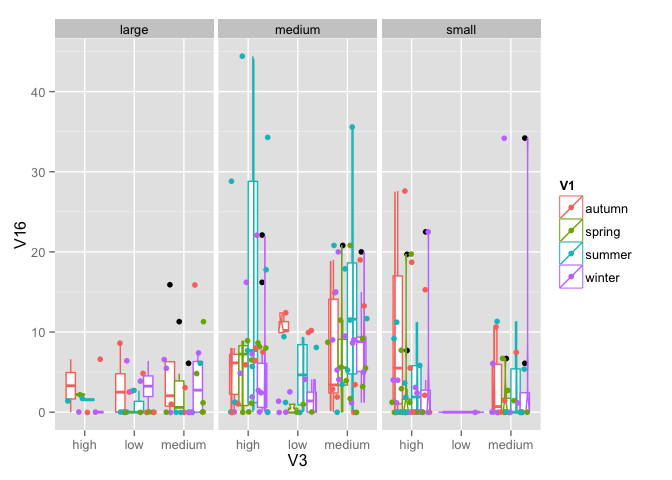 large medium small
40
30
20
10
0
V16
high low medium high low medium high low medium
V3
V1
autumn
spring
summer
winter